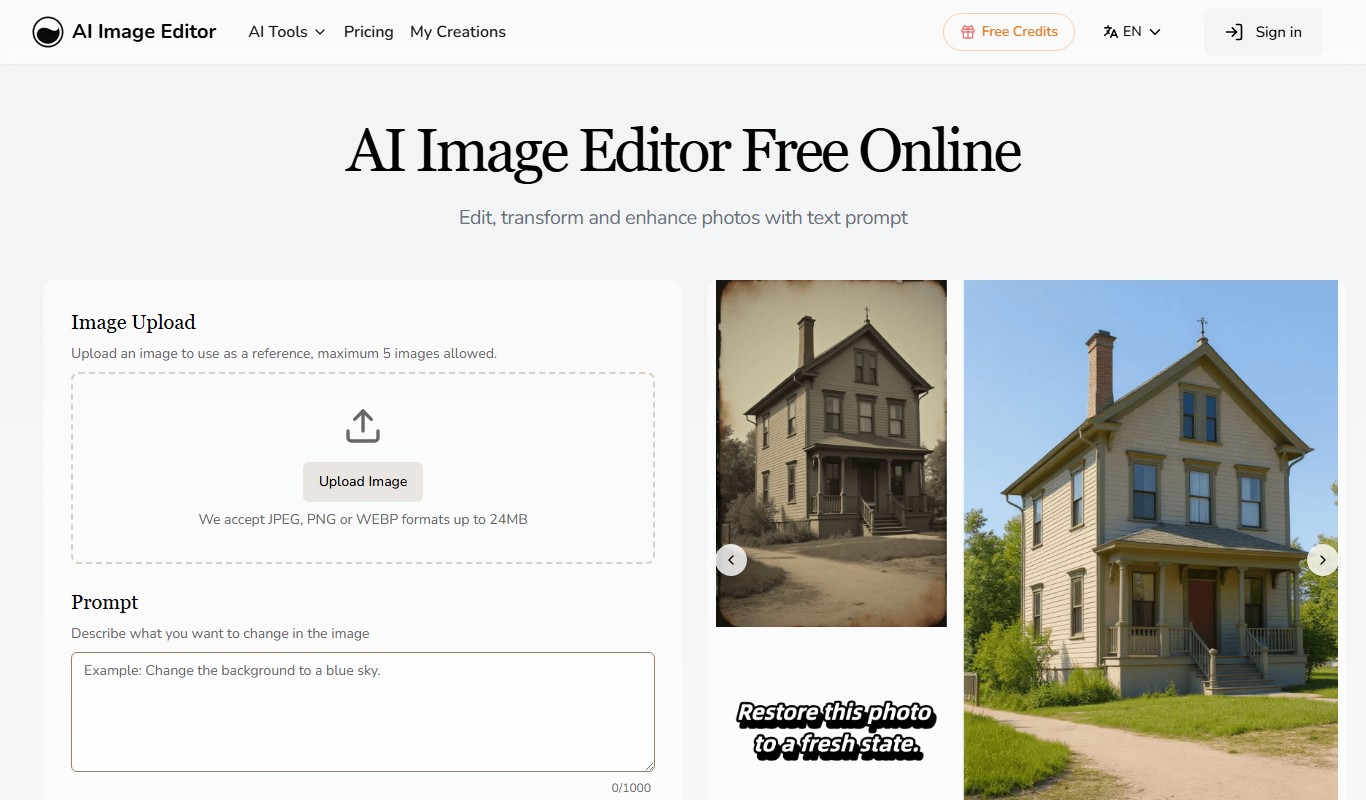 AI Image Editor
AI Tools
Pricing
My Creations
Free Credits
EN
Sign in
AI Image Editor Free Online
Edit, transform and enhance photos with text prompt
Image Upload
Upload an image to use as a reference, maximum 5 images allowed.
Upload Image
We accept JPEG, PNG or WEBP formats up to 24MB
Prompt
Describe what you want to change in the image
Example: Change the background to a blue sky.
0/1000
Restore this photo
to a fresh state.